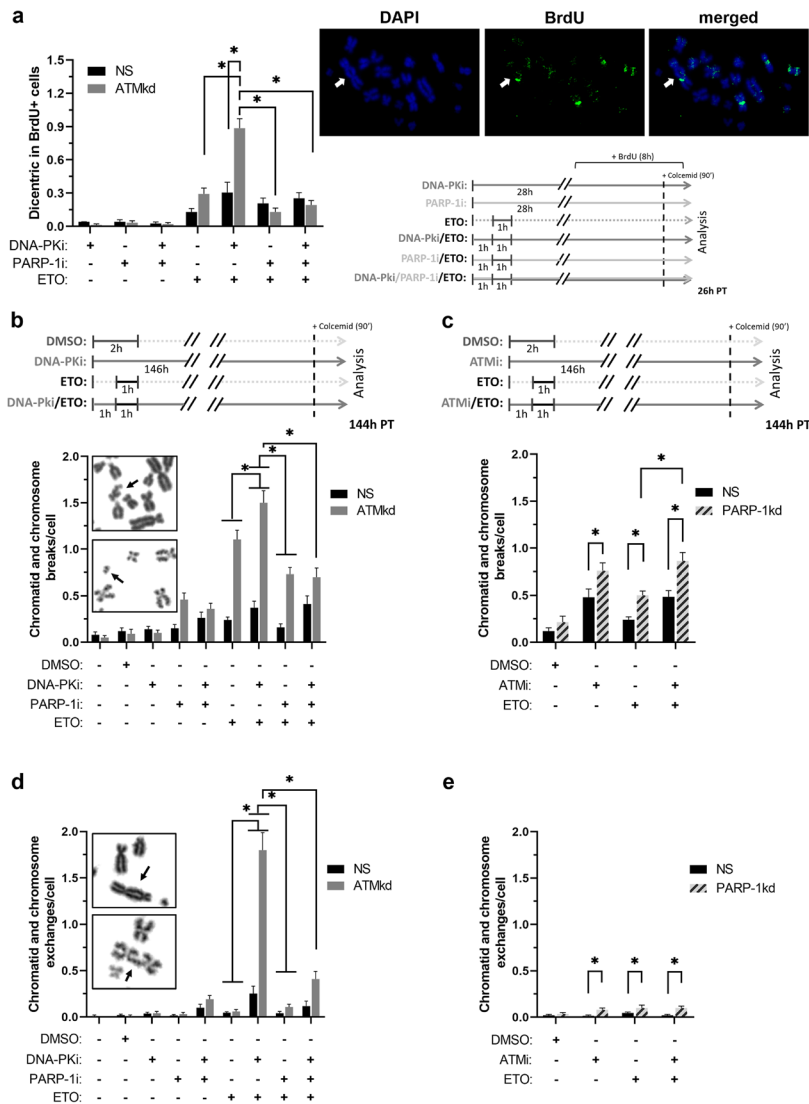 a
DAPI
BrdU
merged
NS
ATMkd
Dicentric in BrdU+ cells
1.5
1.2
0.9
0.6
0.3
0.0
*
*
*
*
DNA-PKi: + - - + - - + - +
PARP-1i: - + - + - - - + +
ETO: - - - - + + + +
+ BrdU (8h)
+ Colcemid (90')
DNA-PKi:
28h
PARP-1i:
28h
ETO:
1h
DNA-Pki/ETO:
1h 1h
PARP-1i/ETO:
1h 1h
DNA-Pki/PARP-1i/ETO:
1h 1h
Analysis
26h PT
b
+ Colcemid (90')
DMSO:
2h
DNA-PKi:
146h
ETO:
1h
DNA-Pki/ETO:
1h 1h
Analysis
144h PT
Chromatid and chromosome
breaks/cell
2.0
1.5
1.0
0.5
0.0
*
*
*
NS
ATMkd
DMSO: - + - - - - - - -
DNA-PKi: - - + - + - + - +
PARP-1i: - - - + + - - + +
ETO: - - - - - + + + +
c
+ Colcemid (90')
DMSO:
2h
ATMi:
146h
ETO:
1h
ATMi/ETO:
1h 1h
Analysis
144h PT
Chromatid and chromosome
breaks/cell
2.0
1.5
1.0
0.5
0.0
*
*
*
*
NS
PARP-1kd
DMSO: + - - -
ATMi: - + - +
ETO: - - + +
d
Chromatid and chromosome
exchanges/cell
2.0
1.5
1.0
0.5
0.0
*
*
*
NS
ATMkd
DMSO: - + - - - - - - -
DNA-PKi: - - + - + - + - +
PARP-1i: - - - + + - - + +
ETO: - - - - - + + + +
e
Chromatid and chromosome
exchanges/cell
2.0
1.5
1.0
0.5
0.0
*
*
*
NS
PARP-1kd
DMSO: + - - -
ATMi: - + - +
ETO: - - + +